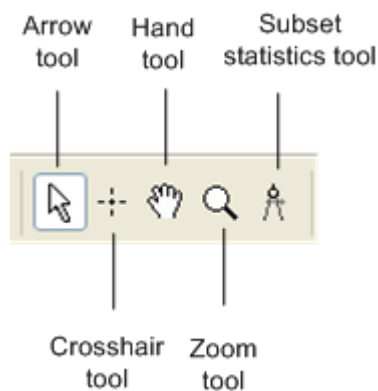 Arrow
tool
Hand
tool
Subset
statistics tool
Crosshair
tool
Zoom
tool